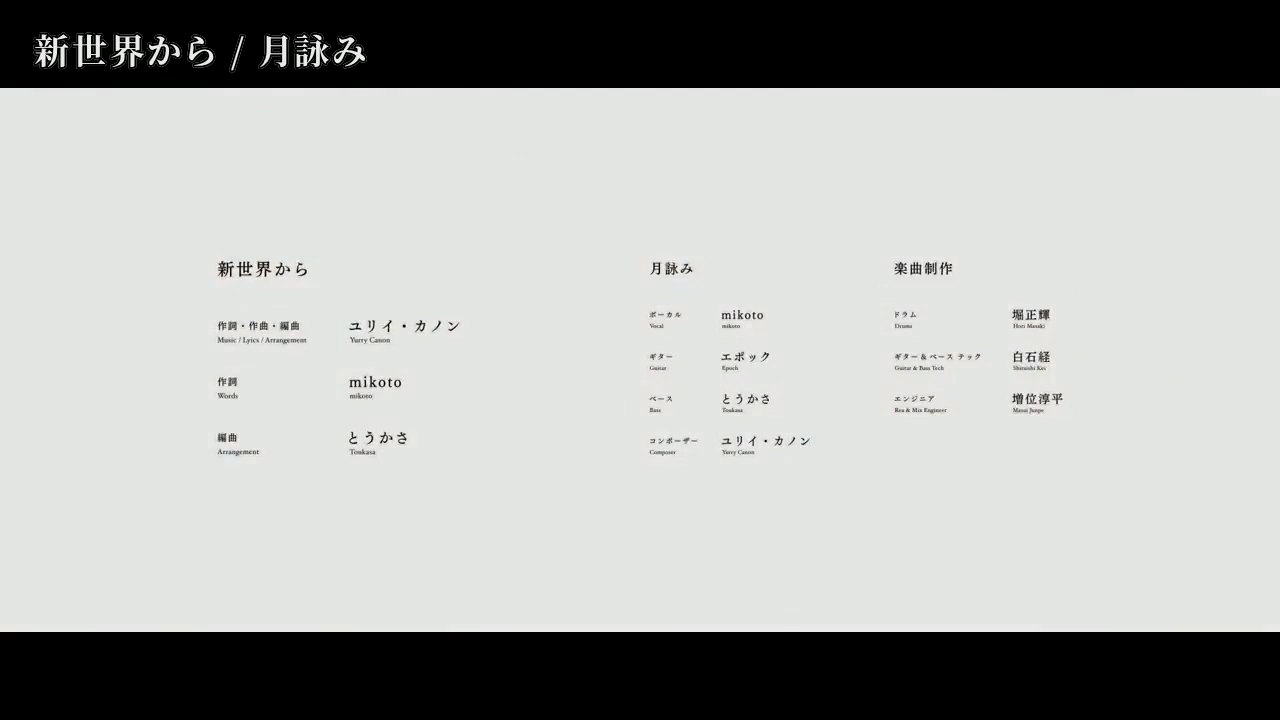 新世界から / 月詠み
新世界から
作詞・作曲・編曲 ユリイ・カノン
Music / Lyics / Arrangement Yurry Canon
作詞 mikoto
Words mikoto
編曲 とうかさ
Arrangement Toukasa
月詠み
ボーカル mikoto
Vocal mikoto
ギター エポック
Guitar Epoch
ベース とうかさ
Bass Toukasa
コンポーザー ユリイ・カノン
Composer Yurry Canon
楽曲制作
ドラム 堀正輝
Drums Hori Masaki
ギター & ベース テック 白石経
Guitar & Bass Tech Shiraishi Kei
エンジニア 増位淳平
Rea & Mix Engineer Masui Junpe